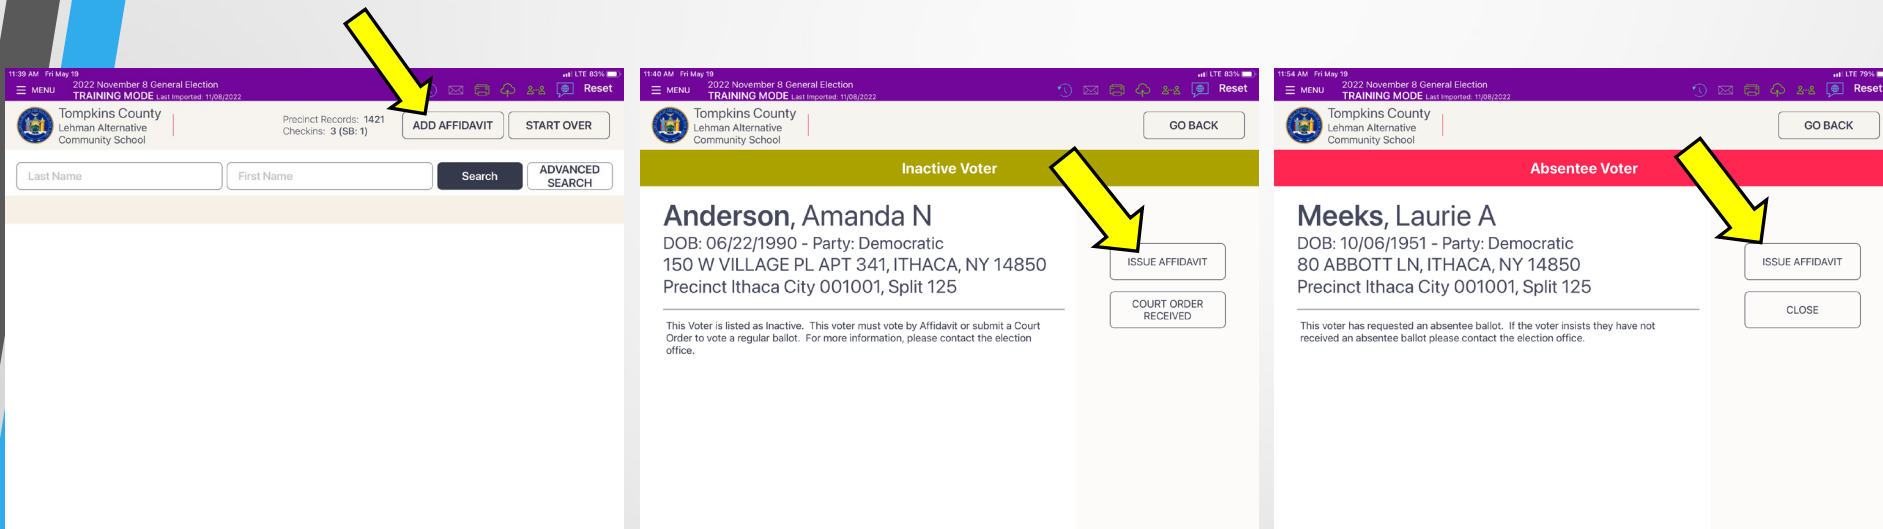 11:39 AM Fri May 19
LTE 83%
MENU
2022 November 8 General Election
TRAINING MODE Last Imported: 11/08/2022
Reset
Tompkins County
Lehman Alternative
Community School
Precinct Records: 1421
Checkins: 3 (SB: 1)
ADD AFFIDAVIT
START OVER
Last Name
First Name
Search
ADVANCED
SEARCH
11:40 AM Fri May 19
LTE 83%
MENU
2022 November 8 General Election
TRAINING MODE Last Imported: 11/08/2022
Reset
Tompkins County
Lehman Alternative
Community School
GO BACK
Inactive Voter
Anderson, Amanda N
DOB: 06/22/1990 - Party: Democratic
150 W VILLAGE PL APT 341, ITHACA, NY 14850
Precinct Ithaca City 001001, Split 125
This Voter is listed as Inactive. This voter must vote by Affidavit or submit a Court
Order to vote a regular ballot. For more information, please contact the election
office.
ISSUE AFFIDAVIT
COURT ORDER
RECEIVED
11:54 AM Fri May 19
LTE 79%
MENU
2022 November 8 General Election
TRAINING MODE Last Imported: 11/08/2022
Reset
Tompkins County
Lehman Alternative
Community School
GO BACK
Absentee Voter
Meeks, Laurie A
DOB: 10/06/1951 - Party: Democratic
80 ABBOTT LN, ITHACA, NY 14850
Precinct Ithaca City 001001, Split 125
This voter has requested an absentee ballot. If the voter insists they have not
received an absentee ballot please contact the election office.
ISSUE AFFIDAVIT
CLOSE